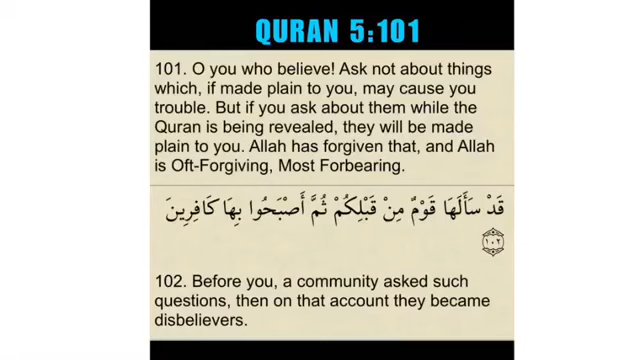 QURAN 5:101
101. O you who believe! Ask not about things
which, if made plain to you, may cause you
trouble. But if you ask about them while the
Quran is being revealed, they will be made
plain to you. Allah has forgiven that, and Allah
is Oft-Forgiving, Most Forbearing.
قَدْ سَأَلَهَا قَوْمٌ مِنْ قَبْلِكُمْ ثُمَّ أَصْبَحُوا بِهَا كَافِرِينَ
١٠٢
102. Before you, a community asked such
questions, then on that account they became
disbelievers.